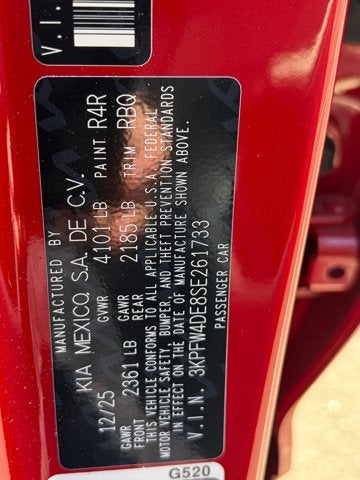 V.I.
MANUFACTURED BY
KIA MEXICO, S.A. DE C.V.
12/25 GVWR 4101 LB PAINT R4R
GAWR FRONT 2361 LB GAWR REAR 2185 LB TRIM RBQ
THIS VEHICLE CONFORMS TO ALL APPLICABLE U.S.A. FEDERAL
MOTOR VEHICLE SAFETY, BUMPER, AND THEFT PREVENTION STANDARDS
IN EFFECT ON THE DATE OF MANUFACTURE SHOWN ABOVE.
V.I.N. 3KPFW4DE8SE261733
PASSENGER CAR
G520